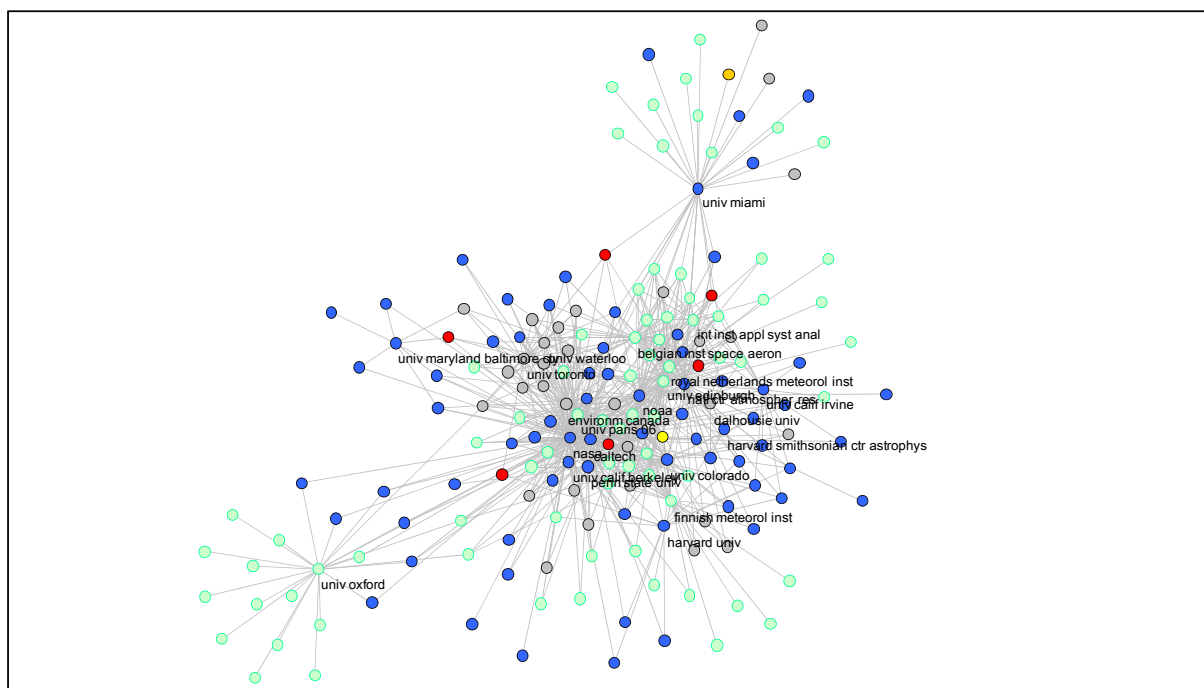 univ miami
int inst appl syst anal
belgian inst space aeron
univ maryland baltimore cty
univ waterloo
univ toronto
royal netherlands meteorol inst
univ edinburgh
natl ctr atmospher res
univ calif irvine
noaa
dalhousie univ
environm canada
univ paris 06
harvard smithsonian ctr astrophys
nasa
caltech
univ calif berkeley
univ colorado
penn state univ
finnish meteorol inst
harvard univ
univ oxford